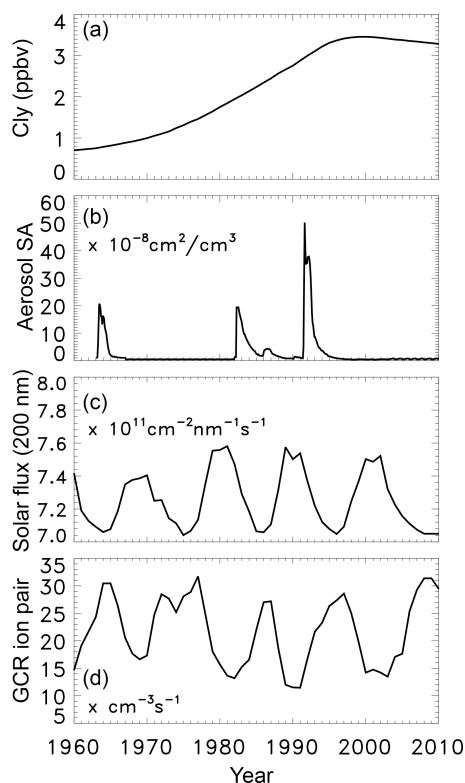 (a)
Cly (ppbv)
4
3
2
1
0
(b)
x 10⁻⁸cm²/cm³
Aerosol SA
60
50
40
30
20
10
0
(c)
x 10¹¹cm⁻²nm⁻¹s⁻¹
Solar flux (200 nm)
8.0
7.8
7.6
7.4
7.2
7.0
GCR ion pair
35
30
25
20
15
10
5
(d)
x cm⁻³s⁻¹
1960 1970 1980 1990 2000 2010
Year